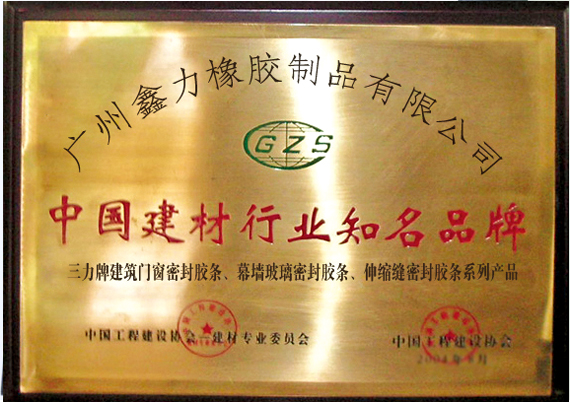 广州鑫力橡胶制品有限公司
GZS
中国建材行业知名品牌
三力牌建筑门窗密封胶条、幕墙玻璃密封胶条、伸缩缝密封胶条系列产品
中国工程建设协会—建材专业委员会
中国工程建设协会